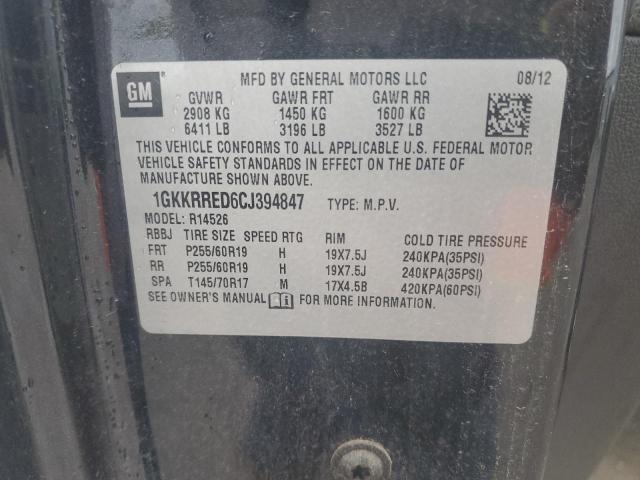 GM
MFD BY GENERAL MOTORS LLC 08/12
GVWR GAWR FRT GAWR RR
2908 KG 1450 KG 1600 KG
6411 LB 3196 LB 3527 LB
THIS VEHICLE CONFORMS TO ALL APPLICABLE U.S. FEDERAL MOTOR
VEHICLE SAFETY STANDARDS IN EFFECT ON THE DATE OF
MANUFACTURE SHOWN ABOVE.
1GKKRRED6CJ394847 TYPE: M.P.V.
MODEL: R14526
RBBJ TIRE SIZE SPEED RTG RIM COLD TIRE PRESSURE
FRT P255/60R19 H 19X7.5J 240KPA(35PSI)
RR P255/60R19 H 19X7.5J 240KPA(35PSI)
SPA T145/70R17 M 17X4.5B 420KPA(60PSI)
SEE OWNER'S MANUAL FOR MORE INFORMATION.